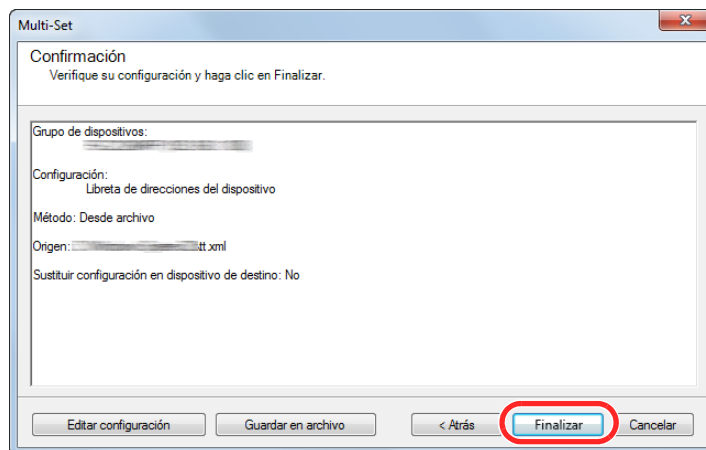 Multi-Set
Confirmación
Verifique su configuración y haga clic en Finalizar.
Grupo de dispositivos:
Configuración:
Libreta de direcciones del dispositivo
Método: Desde archivo
Origen: tt.xml
Sustituir configuración en dispositivo de destino: No
Editar configuración Guardar en archivo < Atrás Finalizar Cancelar